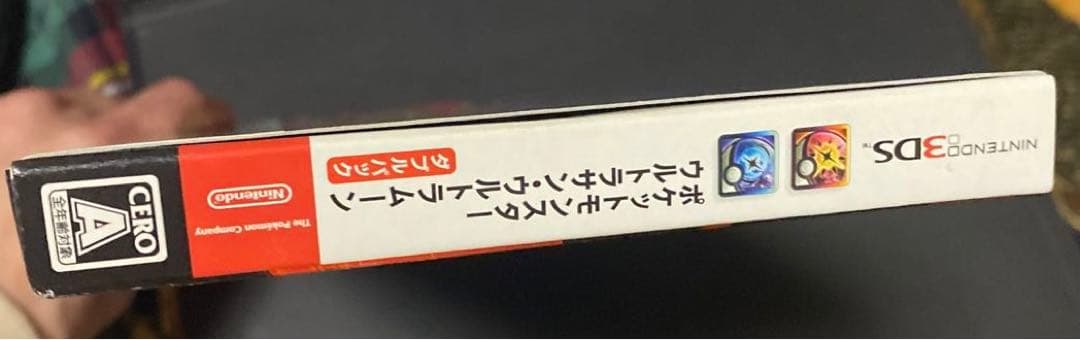 NINTENDO 3DS™
ポケットモンスター
ウルトラサン・ウルトラムーン
ダブルパック
Nintendo
The Pokémon Company
CERO
A
全年齢対象